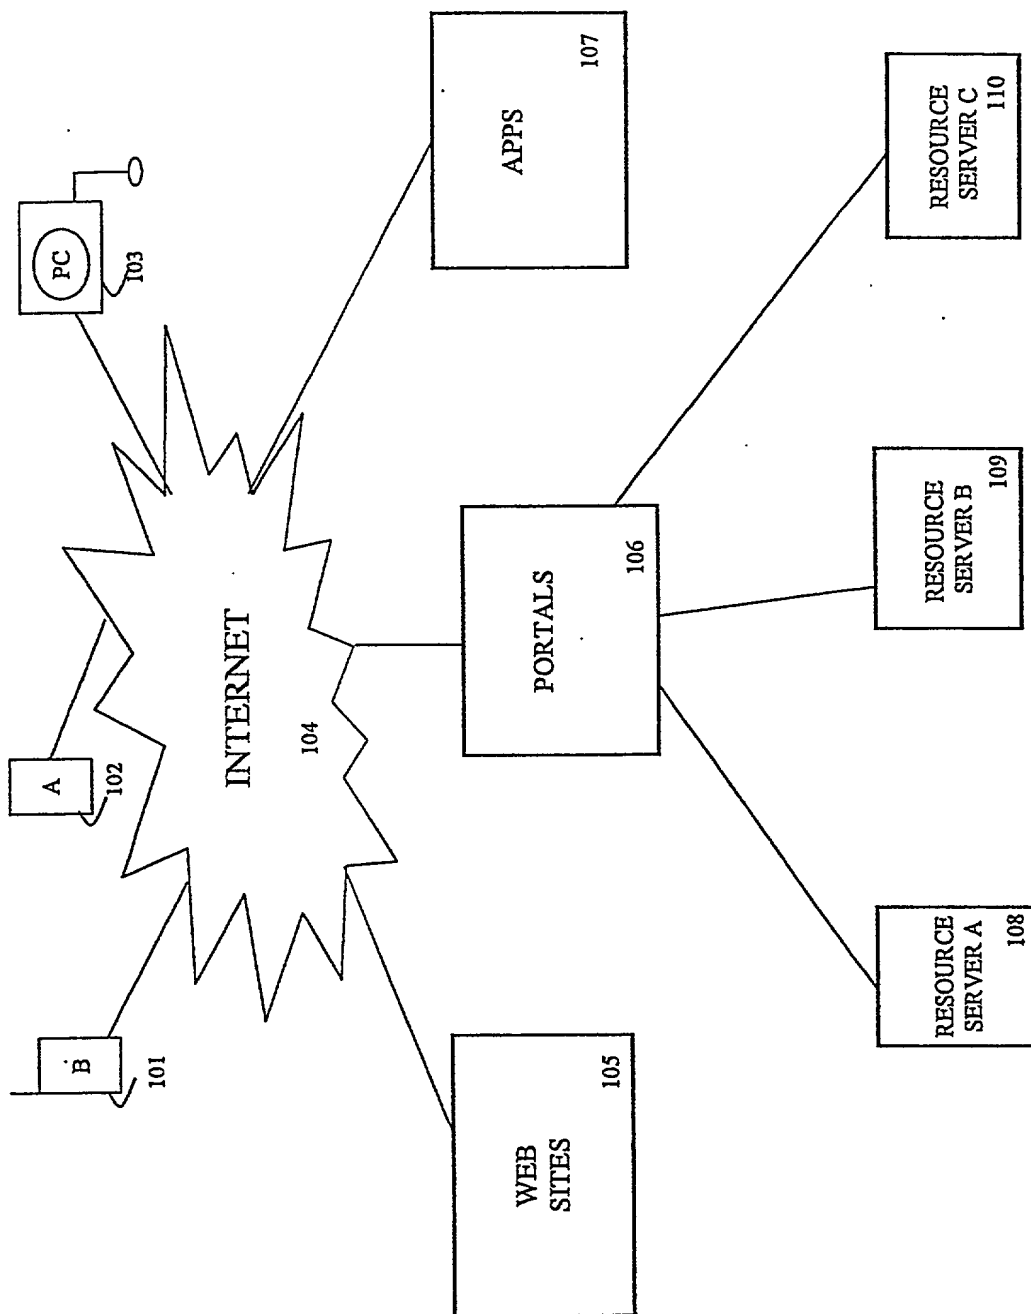 B
101
A
102
PC
103
INTERNET
104
WEB
SITES
105
PORTALS
106
APPS
107
RESOURCE
SERVER A
108
RESOURCE
SERVER B
109
RESOURCE
SERVER C
110